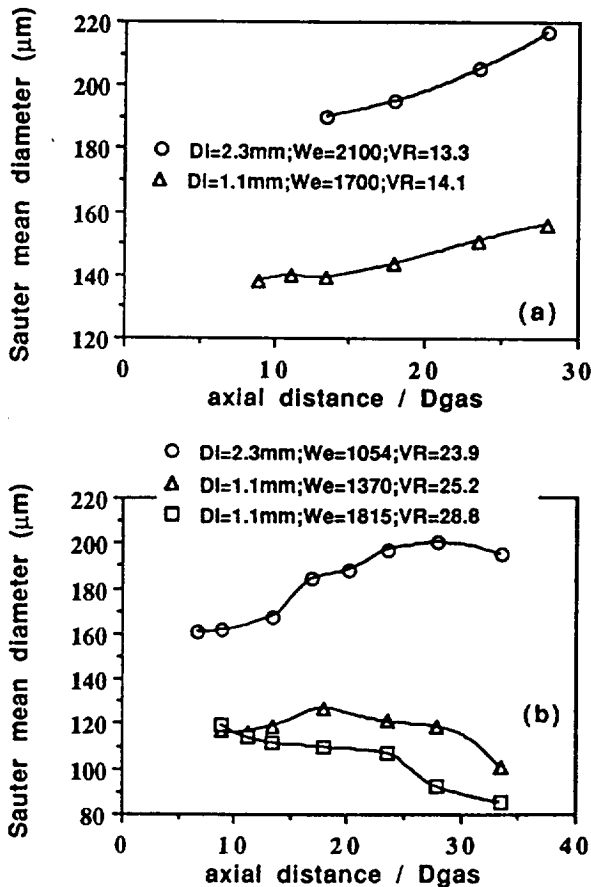 220
200
180
160
140
120
Sauter mean diameter (μm)
Dl=2.3mm;We=2100;VR=13.3
Dl=1.1mm;We=1700;VR=14.1
(a)
0
10
20
30
axial distance / Dgas
Dl=2.3mm;We=1054;VR=23.9
Dl=1.1mm;We=1370;VR=25.2
Dl=1.1mm;We=1815;VR=28.8
220
200
180
160
140
120
100
80
Sauter mean diameter (μm)
(b)
0
10
20
30
40
axial distance / Dgas